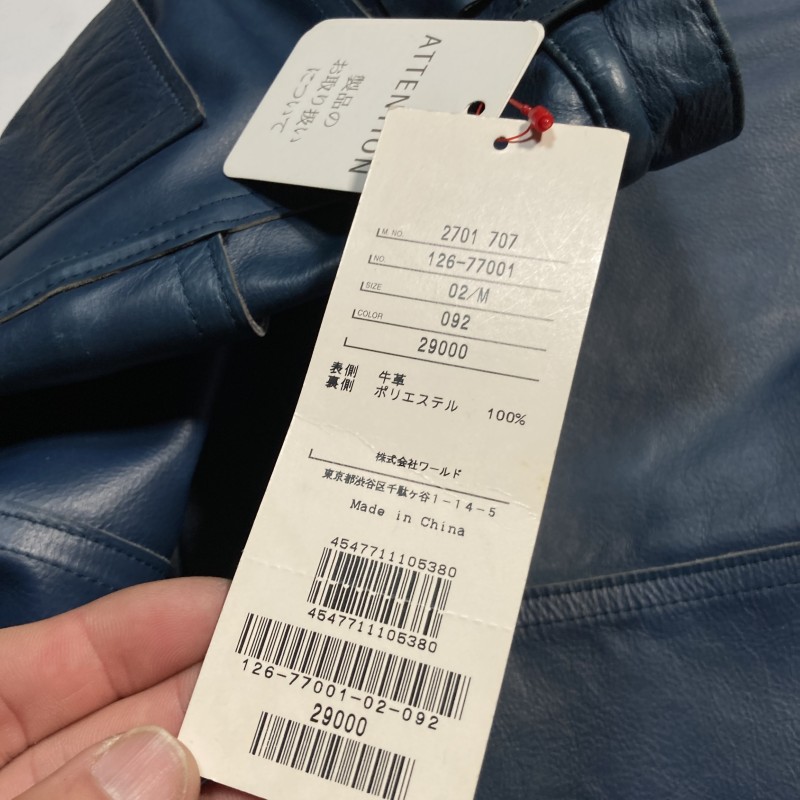 ATTENTION
製品の
お取り扱い
について
M NO. 2701 707
NO. 126-77001
SIZE 02/M
COLOR 092
29000
表側 牛革
裏側 ポリエステル 100%
株式会社ワールド
東京都渋谷区千駄ヶ谷1-14-5
Made in China
4547711105380
4547711105380
126-77001-02-092
29000